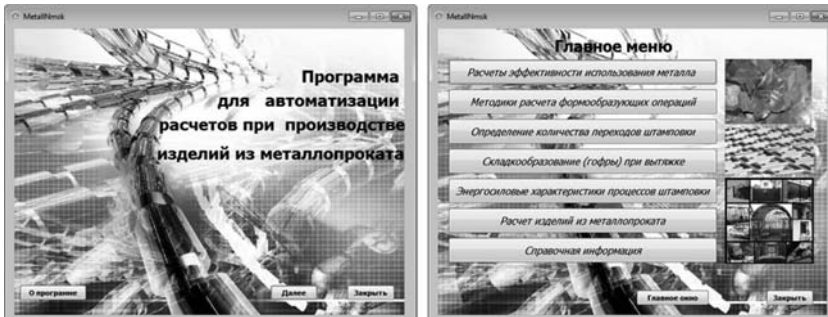 MetallNmsk
Программа
для автоматизации
расчетов при производстве
изделий из металлопроката
О программе
Далее
Закрыть
MetallNmsk
Главное меню
Расчеты эффективности использования металла
Методики расчета формообразующих операций
Определение количества переходов штамповки
Складкообразование (гофры) при вытяжке
Энергосиловые характеристики процессов штамповки
Расчет изделий из металлопроката
Справочная информация
Главное окно
Закрыть